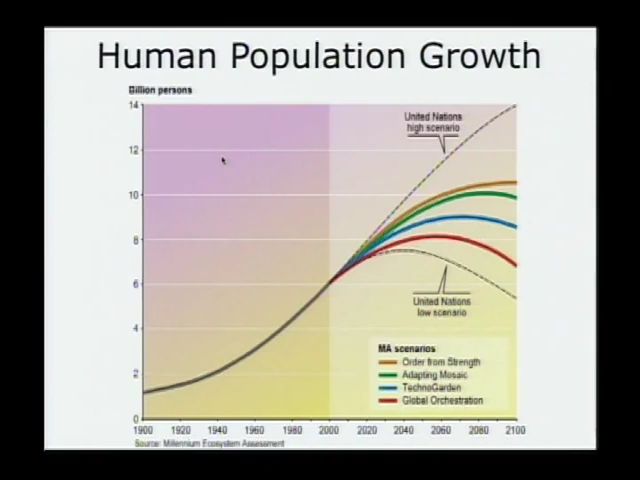 Human Population Growth
Billion persons
14
12
10
8
6
4
2
0
United Nations
high scenario
United Nations
low scenario
MA scenarios
Order from Strength
Adapting Mosaic
TechnoGarden
Global Orchestration
1900 1920 1940 1960 1980 2000 2020 2040 2060 2080 2100
Source: Millennium Ecosystem Assessment